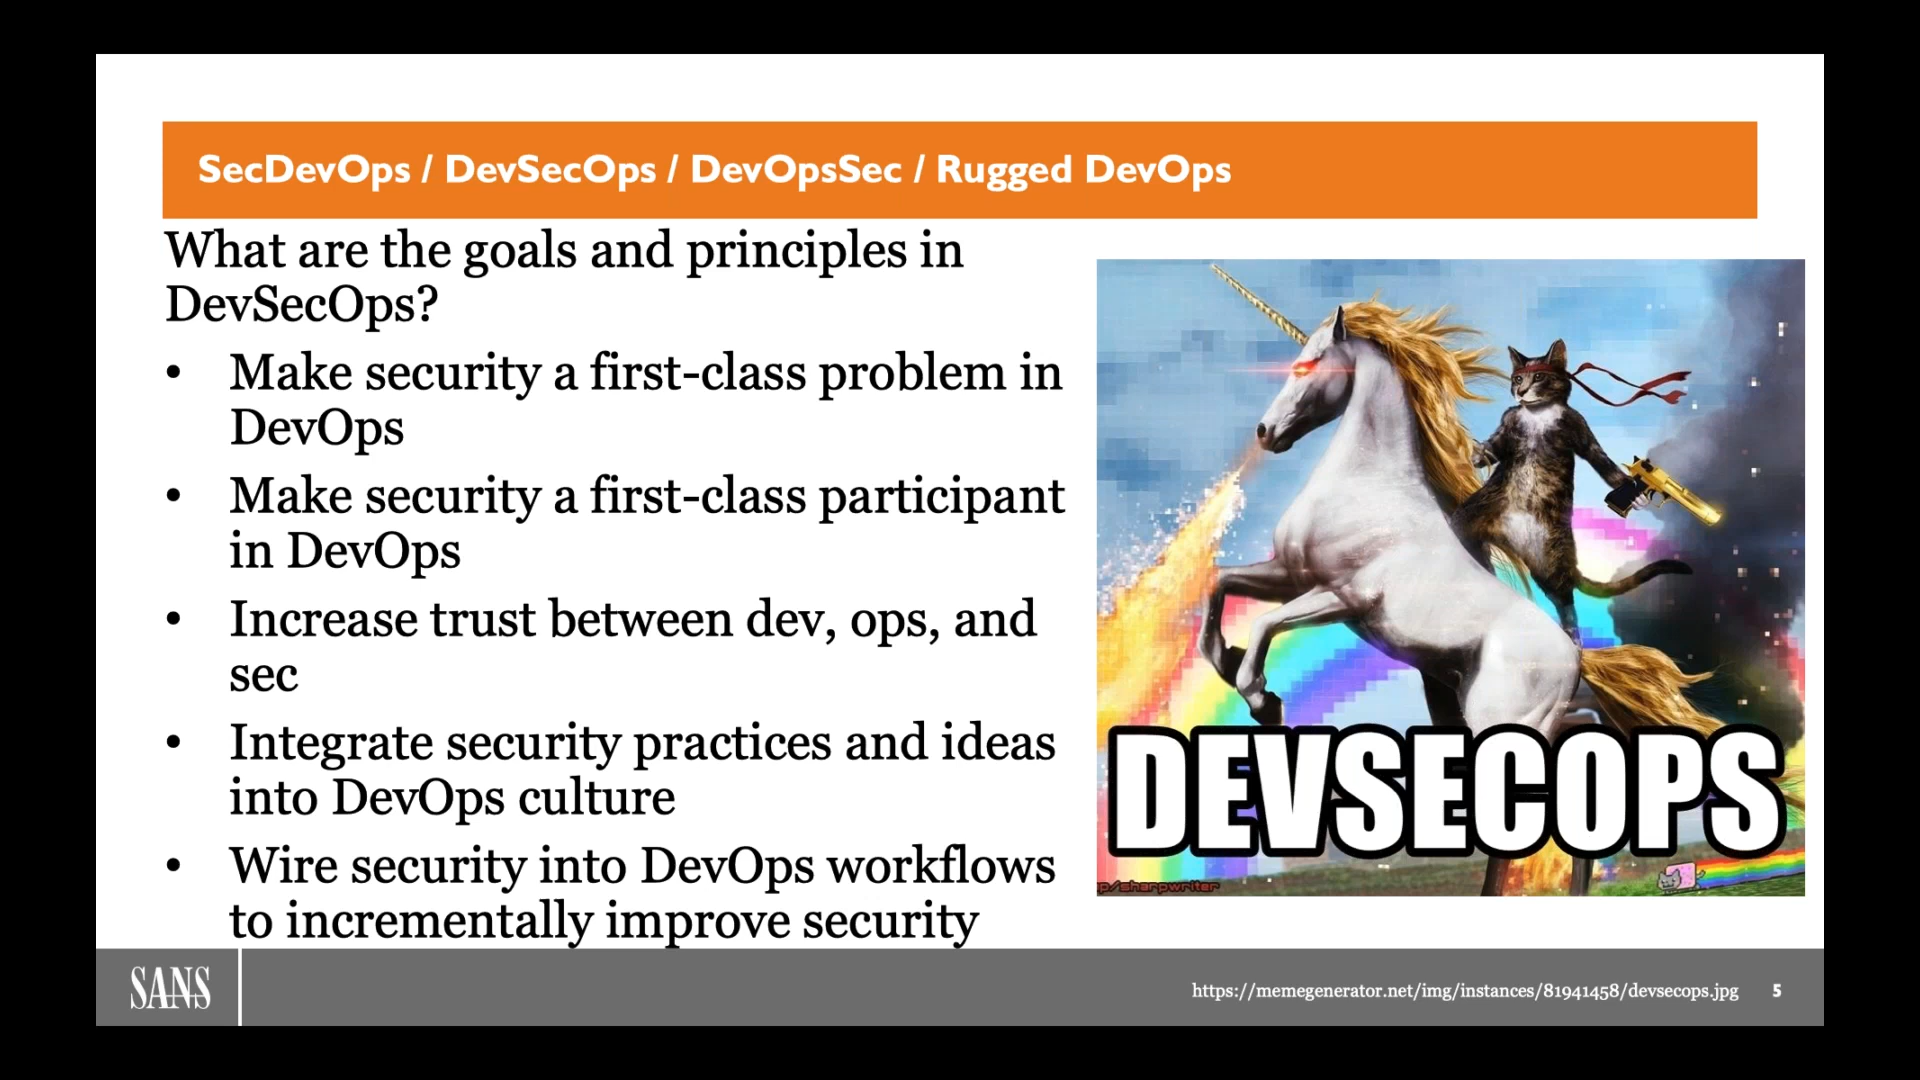 SecDevOps / DevSecOps / DevOpsSec / Rugged DevOps
What are the goals and principles in
DevSecOps?
• Make security a first-class problem in
DevOps
• Make security a first-class participant
in DevOps
• Increase trust between dev, ops, and
sec
• Integrate security practices and ideas
into DevOps culture
• Wire security into DevOps workflows
to incrementally improve security
DEVSECOPS
p/sharpwriter
SANS
https://memegenerator.net/img/instances/81941458/devsecops.jpg
5